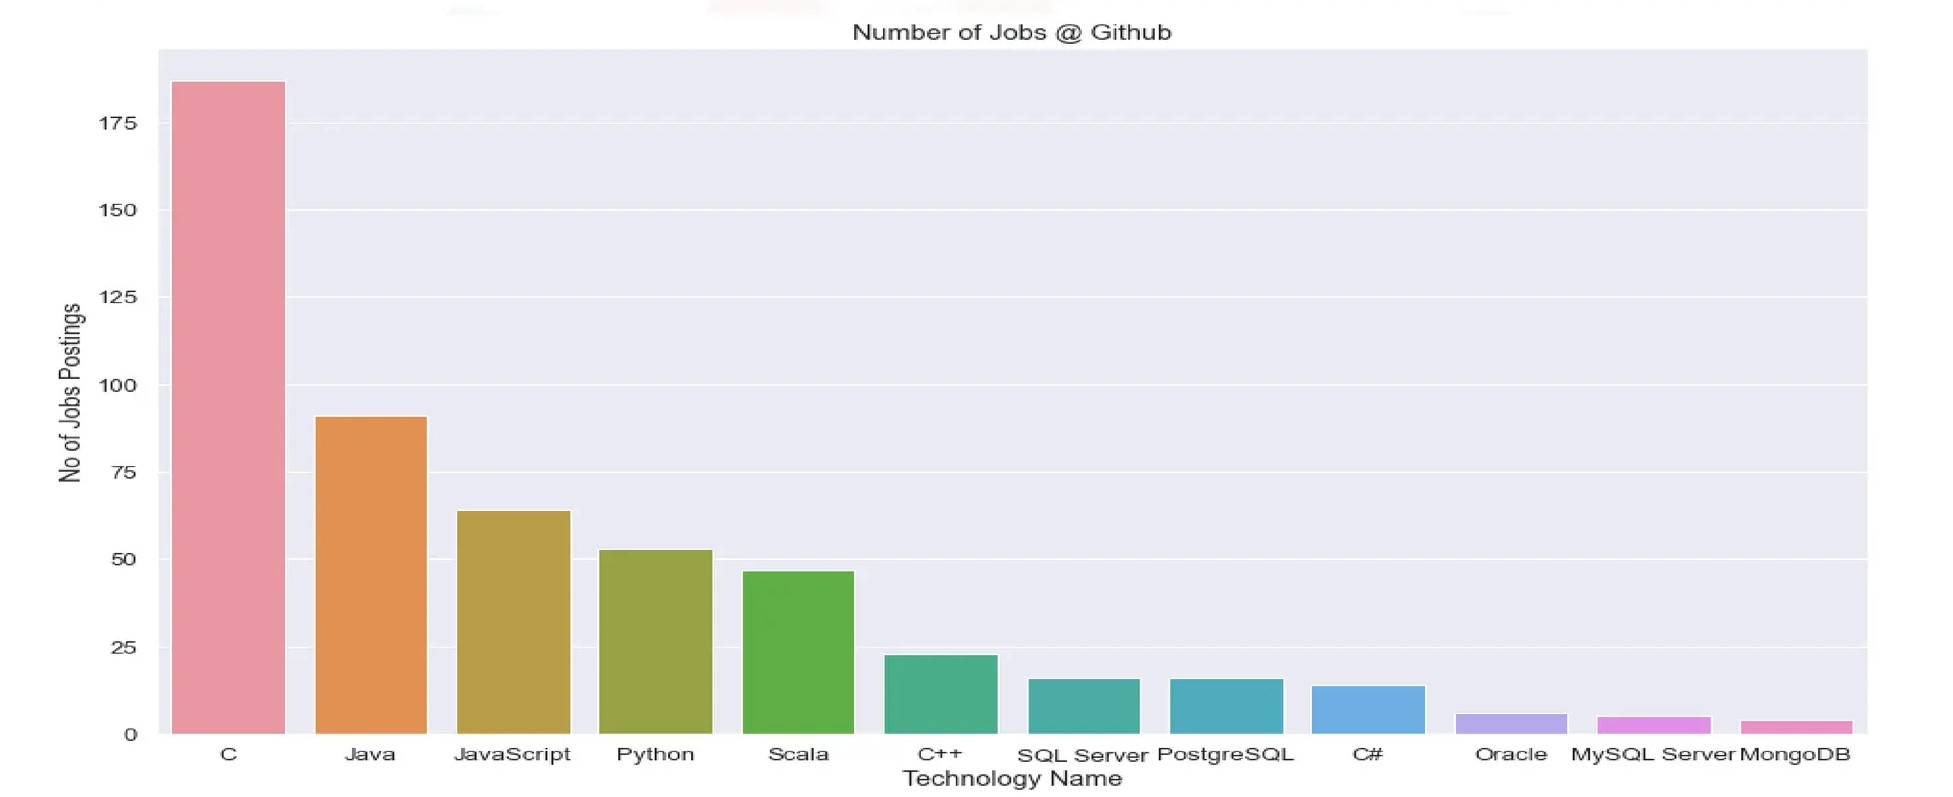 Number of Jobs @ Github
No of Jobs Postings
175
150
125
100
75
50
25
0
C Java JavaScript Python Scala C++ SQL Server PostgreSQL C# Oracle MySQL Server MongoDB
Technology Name